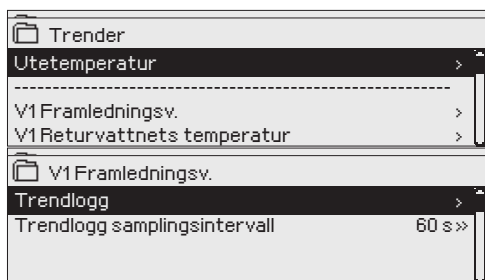 Trender
Utetemperatur >
--------------------------------------------------------
V1 Framledningsv. >
V1 Returvattnets temperatur >
V1 Framledningsv.
Trendlogg >
Trendlogg samplingsintervall 60 s»